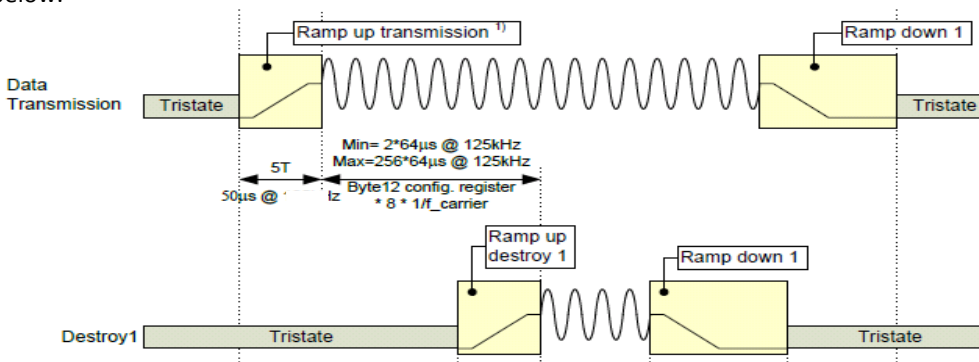 below.
Ramp up transmission 1)
Ramp down 1
Data
Transmission
Tristate
Tristate
Min= 2*64µs @ 125kHz
Max=256*64µs @ 125kHz
5T
50µs @
Byte12 config. register
* 8 * 1/f_carrier
Ramp up
destroy 1
Ramp down 1
Destroy1
Tristate
Tristate